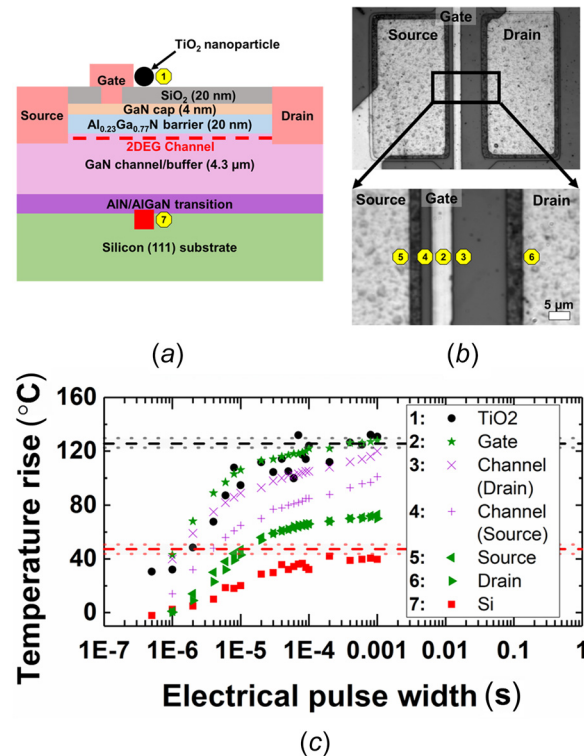 TiO2 nanoparticle
1
Gate
SiO2 (20 nm)
GaN cap (4 nm)
Source
Al0.23Ga0.77N barrier (20 nm)
Drain
2DEG Channel
GaN channel/buffer (4.3 µm)
AlN/AlGaN transition
7
Silicon (111) substrate
(a)
Gate
Source
Drain
Source
Gate
Drain
5
4
2
3
6
5 µm
(b)
Temperature rise (°C)
160
120
80
40
0
1E-7
1E-6
1E-5
1E-4
0.001
0.01
0.1
1
Electrical pulse width (s)
1: TiO2
2: Gate
3: Channel
(Drain)
4: Channel
(Source)
5: Source
6: Drain
7: Si
(c)